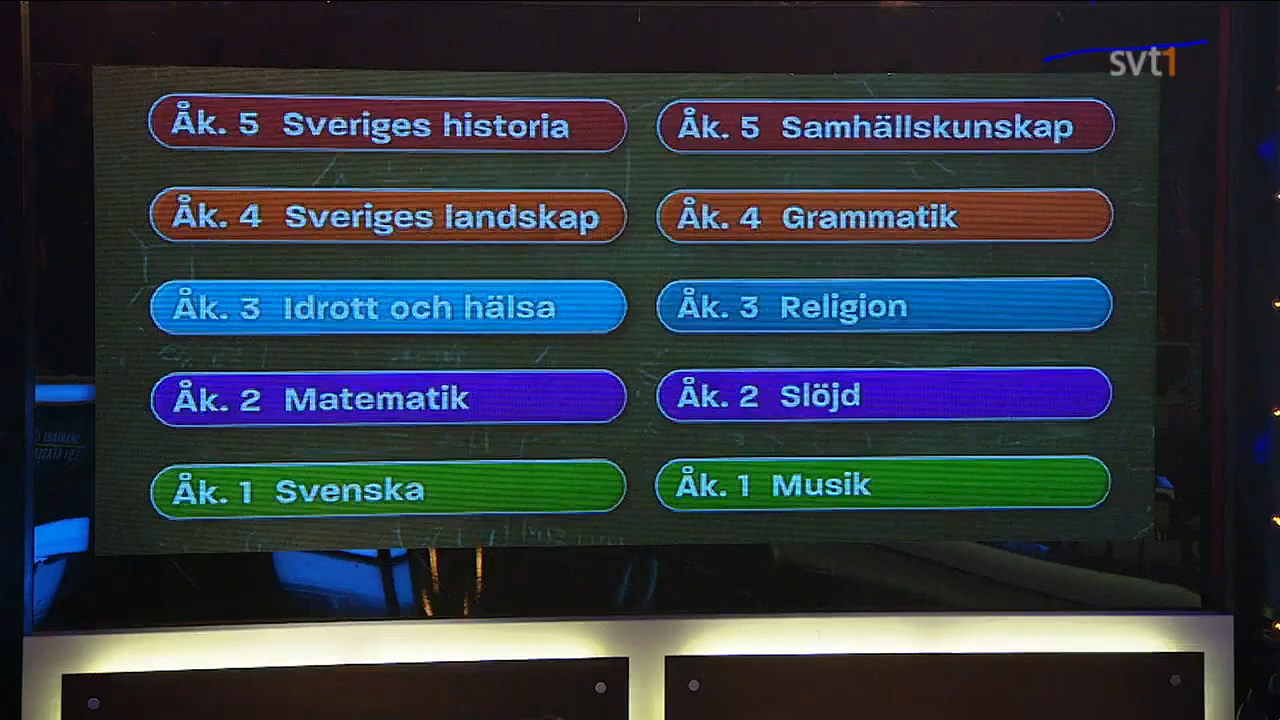 svt1
Åk. 5 Sveriges historia
Åk. 5 Samhällskunskap
Åk. 4 Sveriges landskap
Åk. 4 Grammatik
Åk. 3 Idrott och hälsa
Åk. 3 Religion
Åk. 2 Matematik
Åk. 2 Slöjd
Åk. 1 Svenska
Åk. 1 Musik